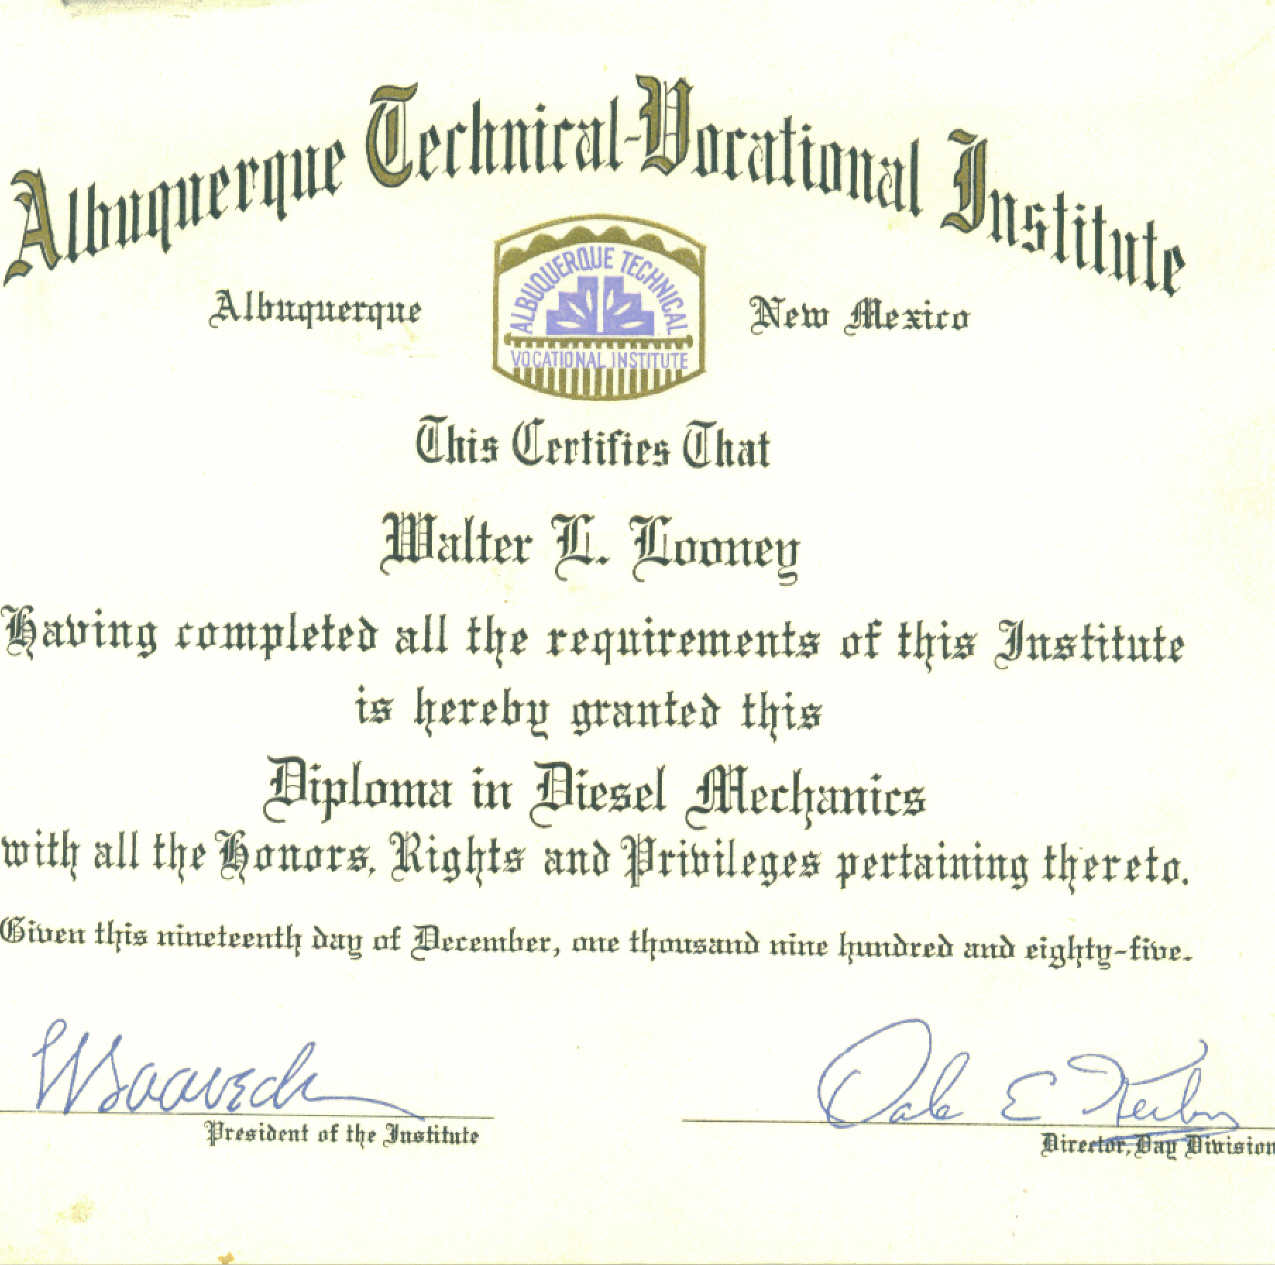 Albuquerque Technical-Vocational Institute
Albuquerque
New Mexico
ALBUQUERQUE TECHNICAL
VOCATIONAL INSTITUTE
This Certifies That
Walter L. Looney
Having completed all the requirements of this Institute
is hereby granted this
Diploma in Diesel Mechanics
with all the Honors, Rights and Privileges pertaining thereto.
Given this nineteenth day of December, one thousand nine hundred and eighty-five.
Dale E
President of the Institute
Director, Day Division